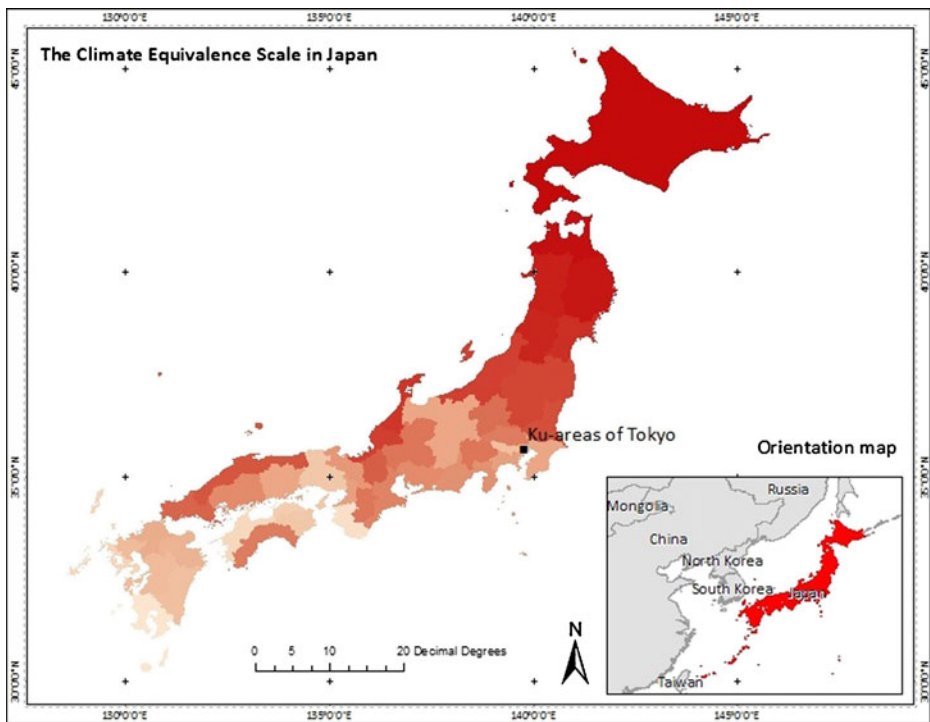 130°0'0"E 135°0'0"E 140°0'0"E 145°0'0"E
The Climate Equivalence Scale in Japan
45°0'0"N
45°0'0"N
40°0'0"N
40°0'0"N
Ku-areas of Tokyo
Orientation map
35°0'0"N
35°0'0"N
Russia
Mongolia
China
North Korea
South Korea
Japan
Taiwan
N
0 5 10 20 Decimal Degrees
30°0'0"N
30°0'0"N
130°0'0"E 135°0'0"E 140°0'0"E 145°0'0"E